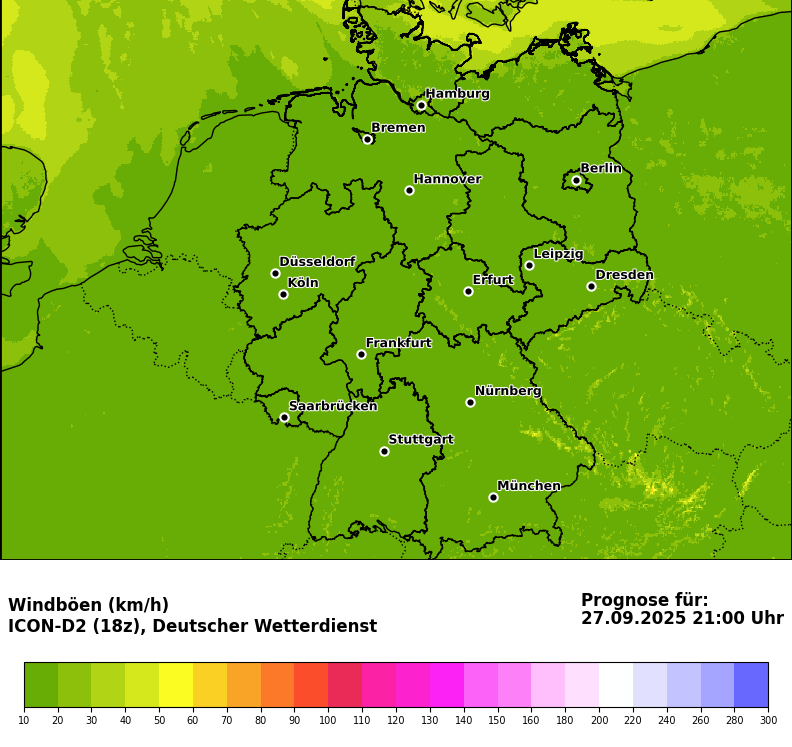 Hamburg
Bremen
Berlin
Hannover
Düsseldorf
Leipzig
Köln
Erfurt
Dresden
Frankfurt
Nürnberg
Saarbrücken
Stuttgart
München
Windböen (km/h)
ICON-D2 (18z), Deutscher Wetterdienst
Prognose für:
27.09.2025 21:00 Uhr
10 20 30 40 50 60 70 80 90 100 110 120 130 140 150 160 180 200 220 240 260 280 300